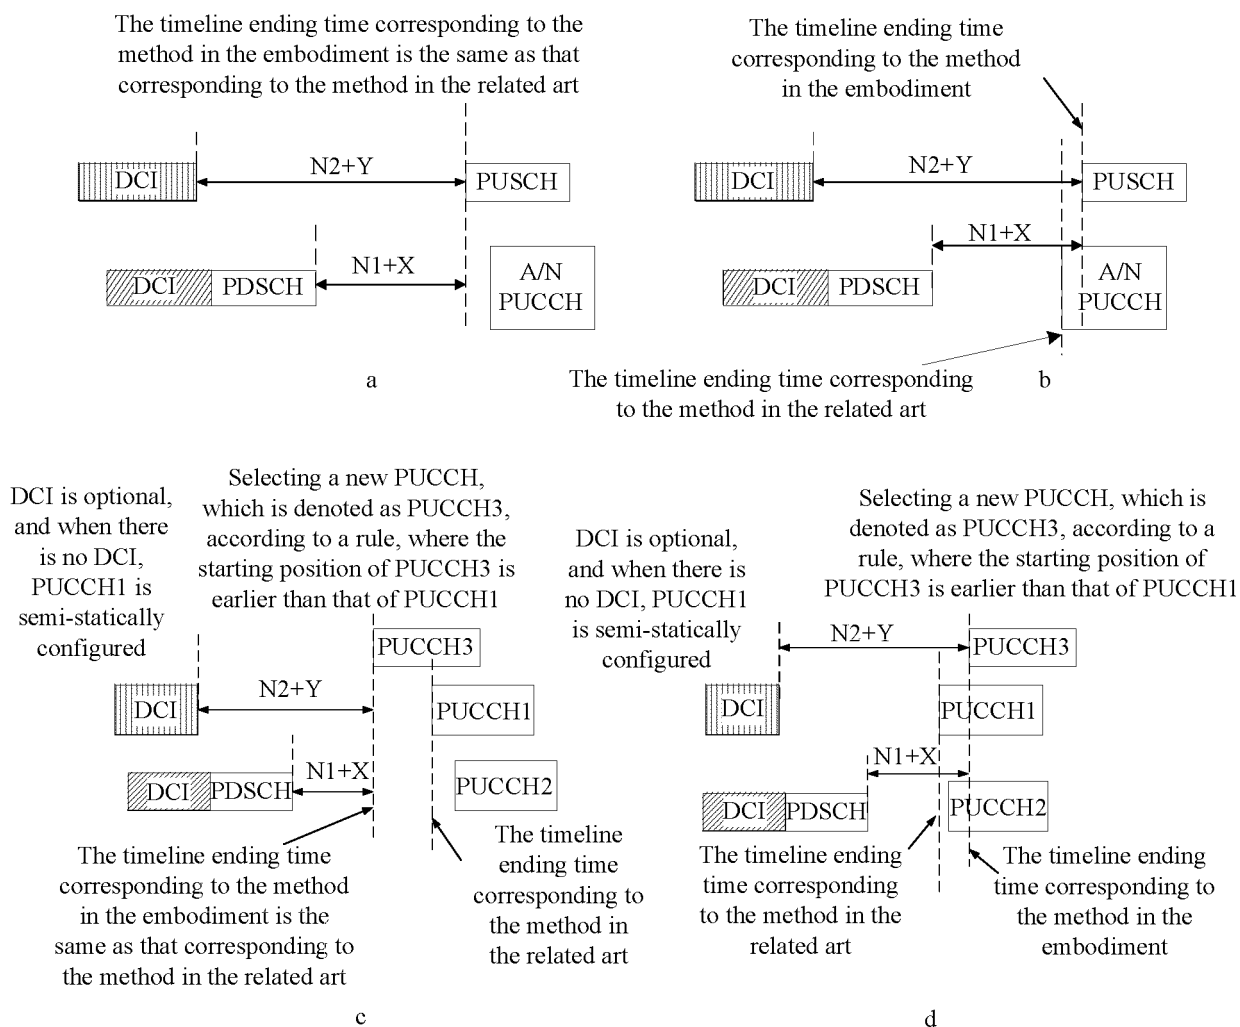 The timeline ending time corresponding to the
method in the embodiment is the same as that
corresponding to the method in the related art
DCI
N2+Y
PUSCH
DCI
PDSCH
N1+X
A/N
PUCCH
a
The timeline ending time
corresponding to the method
in the embodiment
DCI
N2+Y
PUSCH
DCI
PDSCH
N1+X
A/N
PUCCH
The timeline ending time corresponding
to the method in the related art
b
DCI is optional,
and when there
is no DCI,
PUCCH1 is
semi-statically
configured
Selecting a new PUCCH,
which is denoted as PUCCH3,
according to a rule, where the
starting position of PUCCH3 is
earlier than that of PUCCH1
PUCCH3
DCI
N2+Y
PUCCH1
DCI
PDSCH
N1+X
PUCCH2
The timeline ending time
corresponding to the method
in the embodiment is the
same as that corresponding to
the method in the related art
The timeline
ending time
corresponding to
the method in
the related art
c
DCI is optional,
and when there is
no DCI, PUCCH1
is semi-statically
configured
Selecting a new PUCCH, which is
denoted as PUCCH3, according to a
rule, where the starting position of
PUCCH3 is earlier than that of PUCCH1
N2+Y
PUCCH3
DCI
PUCCH1
N1+X
DCI
PDSCH
PUCCH2
The timeline ending
time corresponding
to the method in the
related art
The timeline ending
time corresponding to
the method in the
embodiment
d